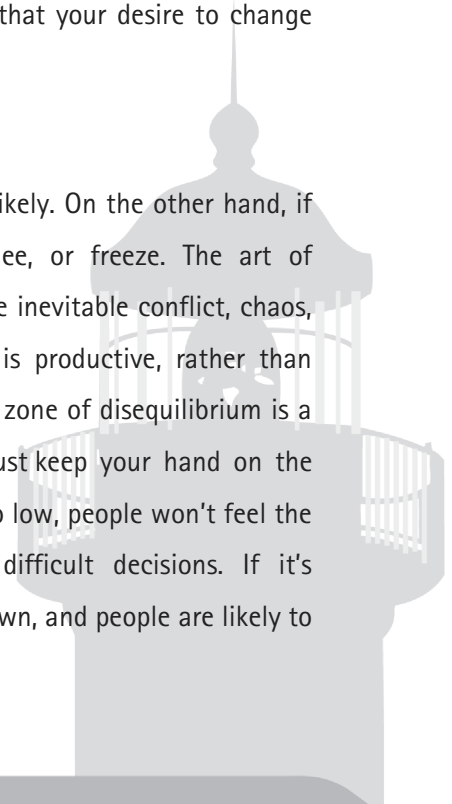 that your desire to change
ikely. On the other hand, if
ee, or freeze. The art of
e inevitable conflict, chaos,
is productive, rather than
zone of disequilibrium is a
ust keep your hand on the
o low, people won't feel the
difficult decisions. If it's
wn, and people are likely to